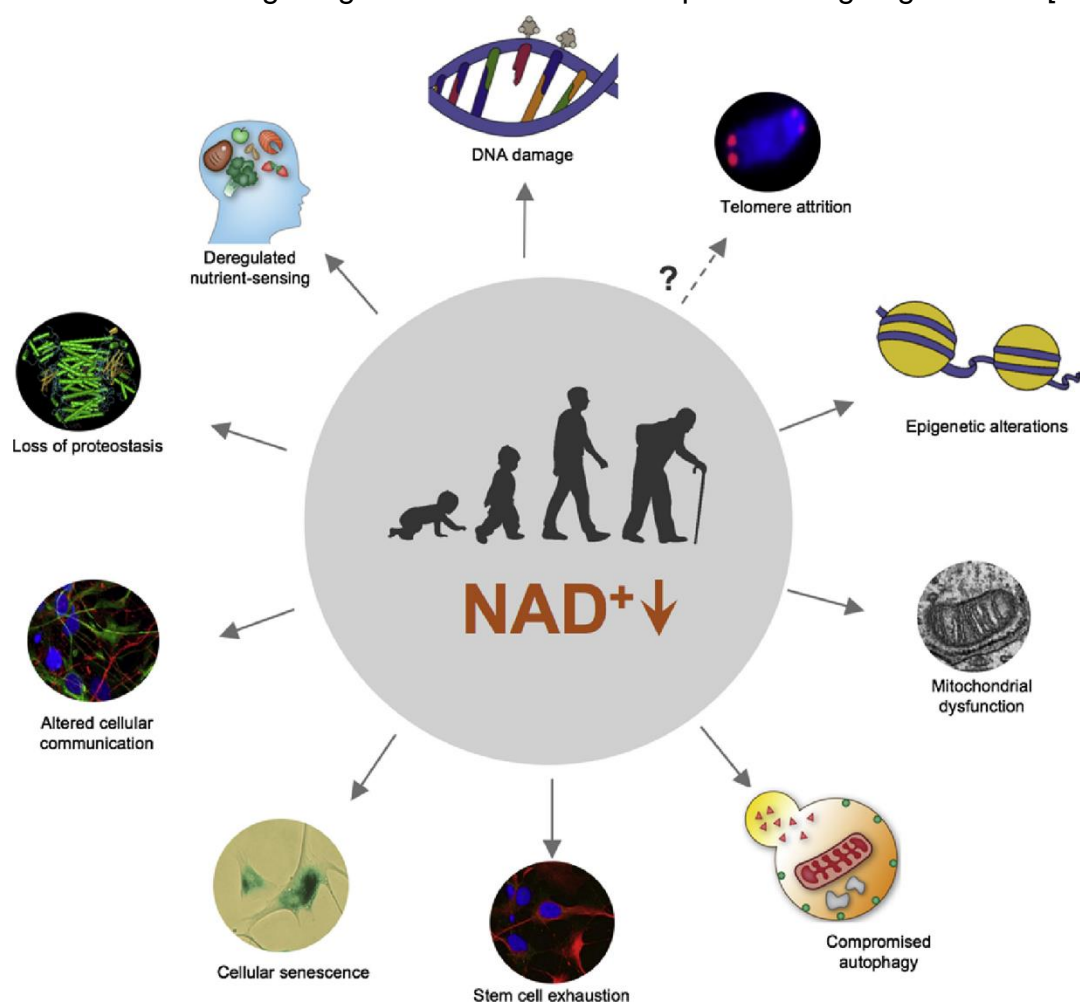 DNA damage
Telomere attrition
Deregulated
nutrient-sensing
?
Epigenetic alterations
Loss of proteostasis
NAD+↓
Mitochondrial
dysfunction
Altered cellular
communication
Compromised
autophagy
Cellular senescence
Stem cell exhaustion